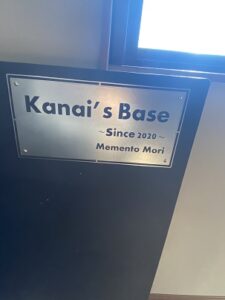 Kanai's Base
~Since 2020~
Memento Mori